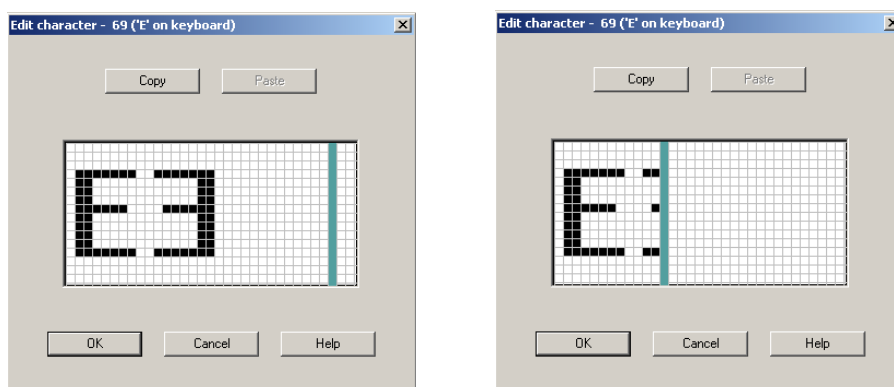 Edit character - 69 ('E' on keyboard)
Copy
Paste
E Ǝ
OK
Cancel
Help
Edit character - 69 ('E' on keyboard)
Copy
Paste
E
OK
Cancel
Help